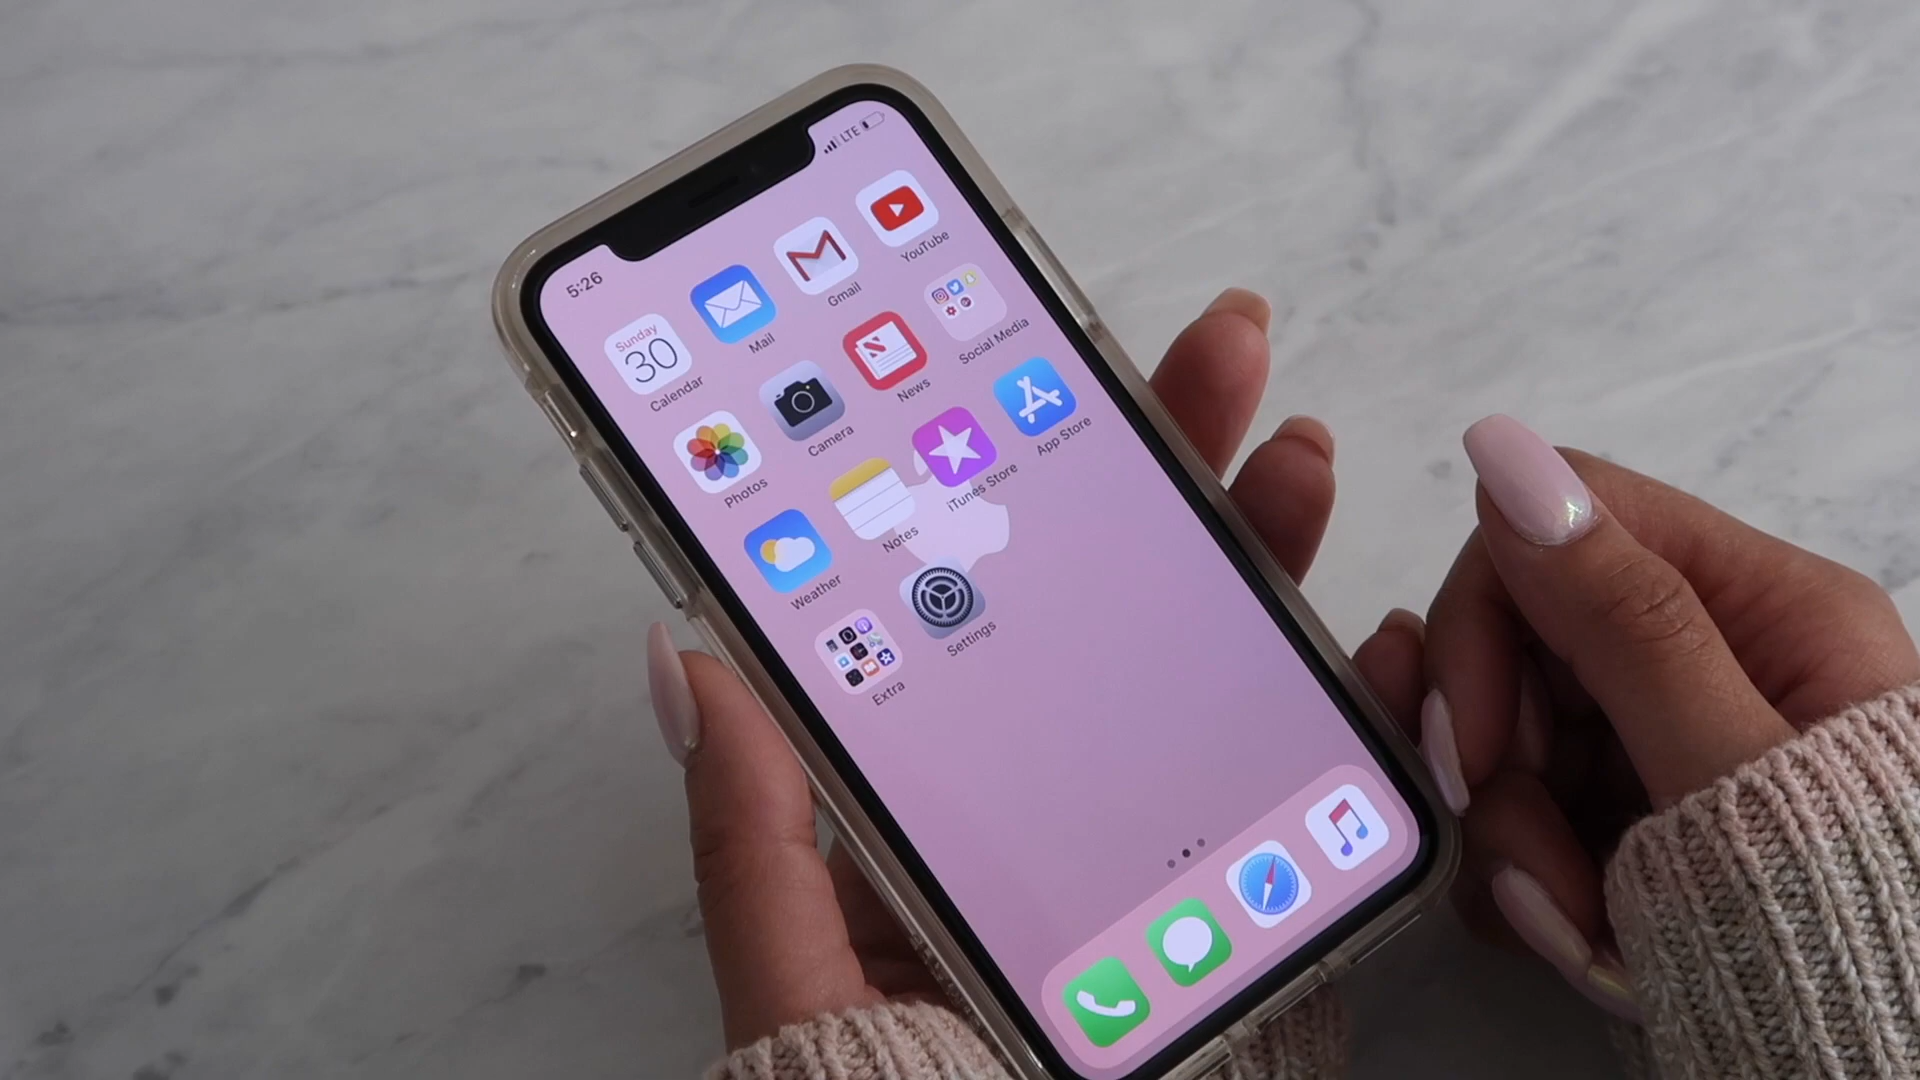 5:26
LTE
Sunday
30
Calendar
Mail
Gmail
YouTube
Photos
Camera
News
Social Media
Weather
Notes
iTunes Store
App Store
Extra
Settings